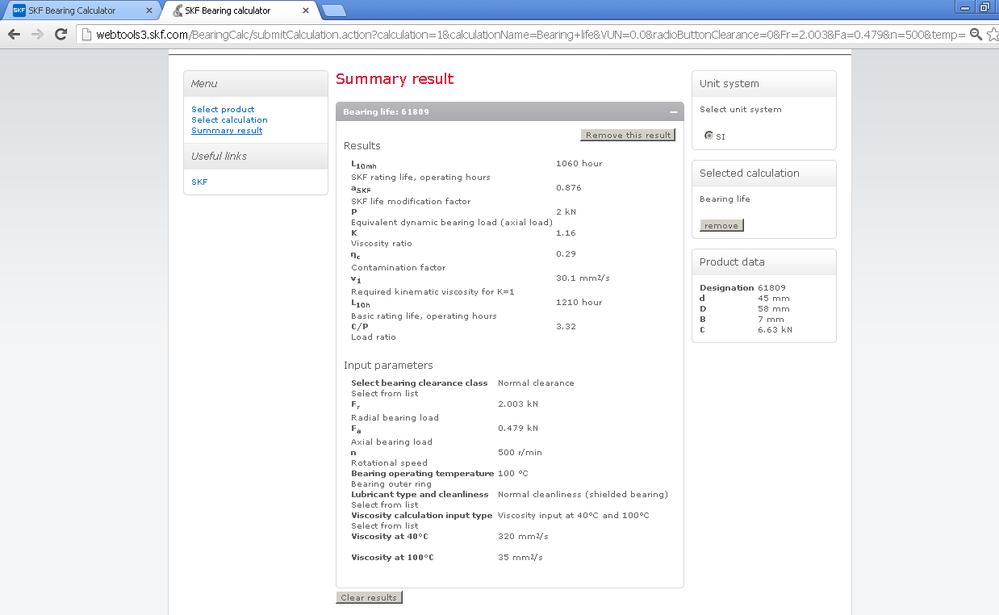 SKF SKF Bearing Calculator
SKF Bearing calculator
webtools3.skf.com/BearingCalc/submitCalculation.action?calculation=1&calculationName=Bearing+life&VUN=0.0&radioButtonClearance=0&Fr=2.003&Fa=0.479&n=500&temp=
Menu
Select product
Select calculation
Summary result
Useful links
SKF
Summary result
Bearing life: 61809
Remove this result
Results
L10mh 1060 hour
SKF rating life, operating hours
aSKF 0.876
SKF life modification factor
P 2 kN
Equivalent dynamic bearing load (axial load)
K 1.16
Viscosity ratio
ηc 0.29
Contamination factor
v1 30.1 mm²/s
Required kinematic viscosity for K=1
L10h 1210 hour
Basic rating life, operating hours
C/P 3.32
Load ratio
Input parameters
Select bearing clearance class Normal clearance
Select from list
Fr 2.003 kN
Radial bearing load
Fa 0.479 kN
Axial bearing load
n 500 r/min
Rotational speed
Bearing operating temperature 100 °C
Bearing outer ring
Lubricant type and cleanliness Normal cleanliness (shielded bearing)
Select from list
Viscosity calculation input type Viscosity input at 40°C and 100°C
Select from list
Viscosity at 40°C 320 mm²/s
Viscosity at 100°C 35 mm²/s
Clear results
Unit system
Select unit system
SI
Selected calculation
Bearing life
remove
Product data
Designation 61809
d 45 mm
D 58 mm
B 7 mm
C 6.63 kN